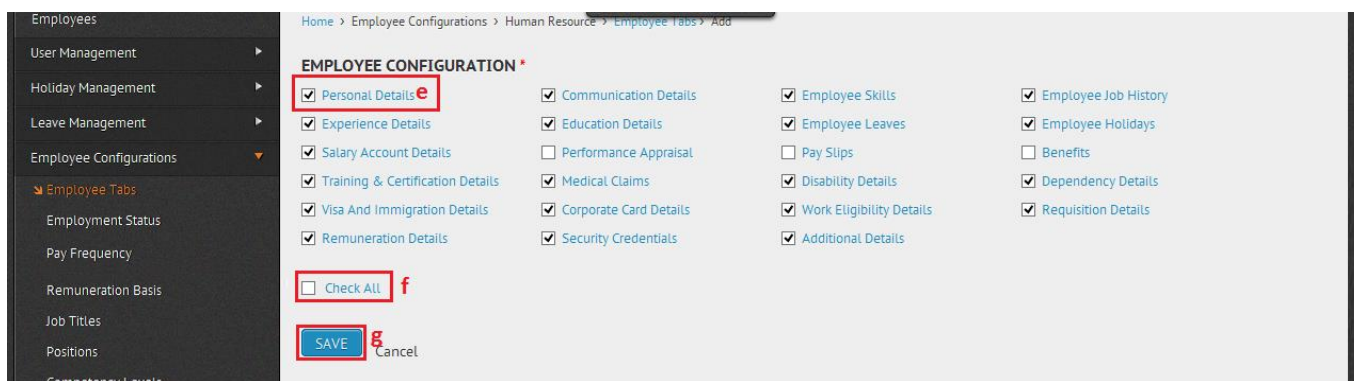 Employees
User Management
Holiday Management
Leave Management
Employee Configurations
Employee Tabs
Employment Status
Pay Frequency
Remuneration Basis
Job Titles
Positions
Competency Levels
Home > Employee Configurations > Human Resource > Employee Tabs > Add
EMPLOYEE CONFIGURATION *
Personal Details e Communication Details Employee Skills Employee Job History
Experience Details Education Details Employee Leaves Employee Holidays
Salary Account Details Performance Appraisal Pay Slips Benefits
Training & Certification Details Medical Claims Disability Details Dependency Details
Visa And Immigration Details Corporate Card Details Work Eligibility Details Requisition Details
Remuneration Details Security Credentials Additional Details
Check All f
SAVE g Cancel